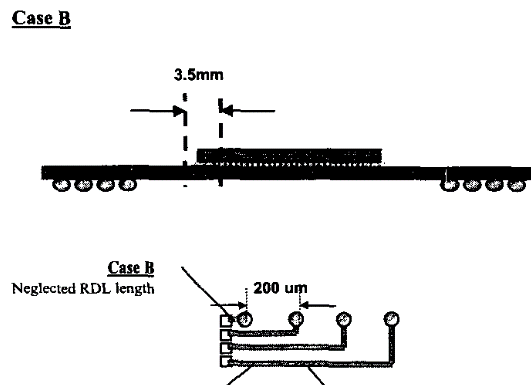 Case B
3.5mm
Case B
Neglected RDL length
200 um